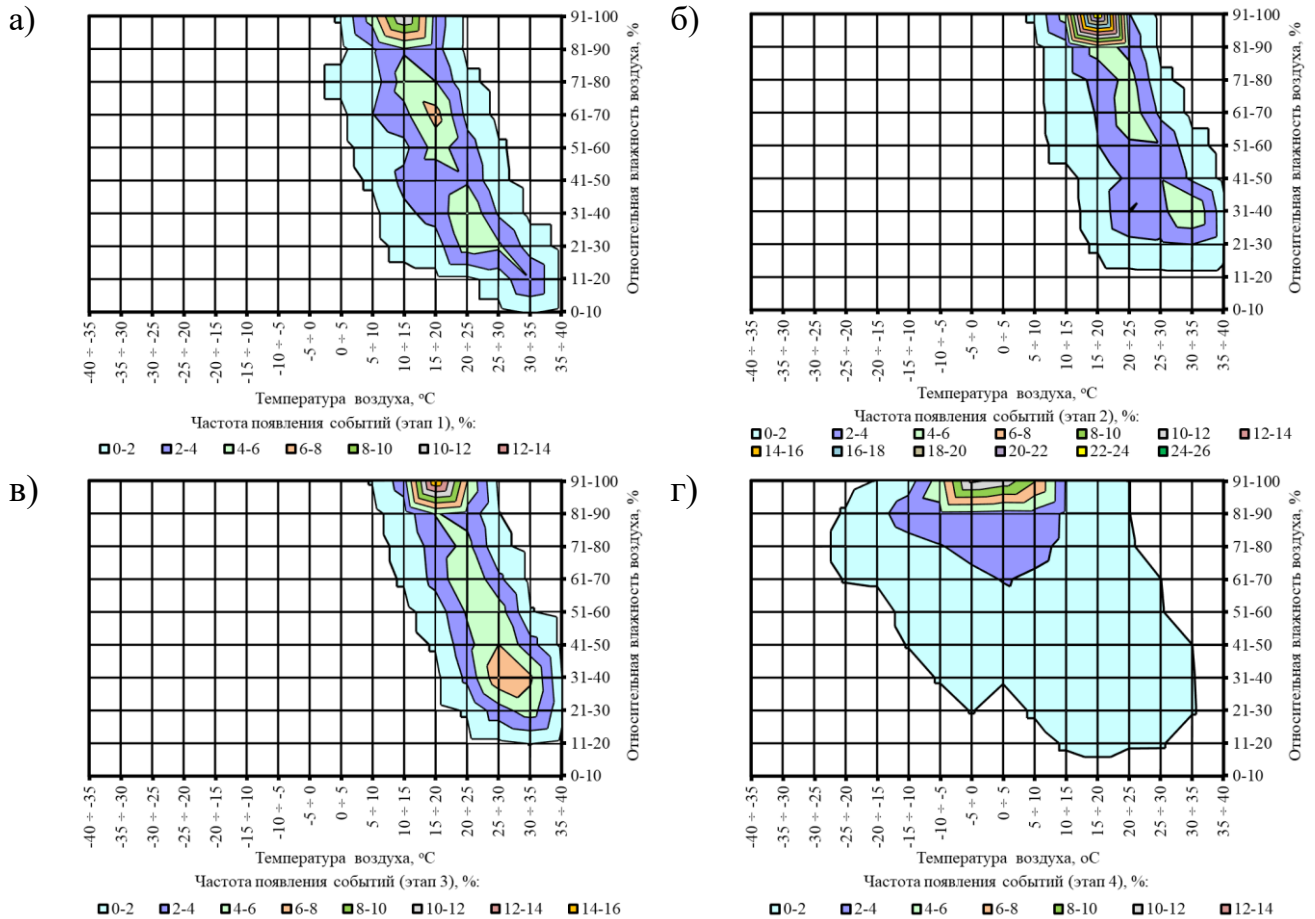 а)
91-100
81-90
71-80
61-70
51-60
41-50
31-40
21-30
11-20
0-10
Относительная влажность воздуха, %
-40 ÷ -35
-35 ÷ -30
-30 ÷ -25
-25 ÷ -20
-20 ÷ -15
-15 ÷ -10
-10 ÷ -5
-5 ÷ 0
0 ÷ 5
5 ÷ 10
10 ÷ 15
15 ÷ 20
20 ÷ 25
25 ÷ 30
30 ÷ 35
35 ÷ 40
Температура воздуха, °С
Частота появления событий (этап 1), %:
0-2 2-4 4-6 6-8 8-10 10-12 12-14
б)
91-100
81-90
71-80
61-70
51-60
41-50
31-40
21-30
11-20
0-10
Относительная влажность воздуха, %
-40 ÷ -35
-35 ÷ -30
-30 ÷ -25
-25 ÷ -20
-20 ÷ -15
-15 ÷ -10
-10 ÷ -5
-5 ÷ 0
0 ÷ 5
5 ÷ 10
10 ÷ 15
15 ÷ 20
20 ÷ 25
25 ÷ 30
30 ÷ 35
35 ÷ 40
Температура воздуха, °С
Частота появления событий (этап 2), %:
0-2 2-4 4-6 6-8 8-10 10-12 12-14
14-16 16-18 18-20 20-22 22-24 24-26
в)
91-100
81-90
71-80
61-70
51-60
41-50
31-40
21-30
11-20
0-10
Относительная влажность воздуха, %
-40 ÷ -35
-35 ÷ -30
-30 ÷ -25
-25 ÷ -20
-20 ÷ -15
-15 ÷ -10
-10 ÷ -5
-5 ÷ 0
0 ÷ 5
5 ÷ 10
10 ÷ 15
15 ÷ 20
20 ÷ 25
25 ÷ 30
30 ÷ 35
35 ÷ 40
Температура воздуха, °С
Частота появления событий (этап 3), %:
0-2 2-4 4-6 6-8 8-10 10-12 12-14 14-16
г)
91-100
81-90
71-80
61-70
51-60
41-50
31-40
21-30
11-20
0-10
Относительная влажность воздуха, %
-40 ÷ -35
-35 ÷ -30
-30 ÷ -25
-25 ÷ -20
-20 ÷ -15
-15 ÷ -10
-10 ÷ -5
-5 ÷ 0
0 ÷ 5
5 ÷ 10
10 ÷ 15
15 ÷ 20
20 ÷ 25
25 ÷ 30
30 ÷ 35
35 ÷ 40
Температура воздуха, оС
Частота появления событий (этап 4), %:
0-2 2-4 4-6 6-8 8-10 10-12 12-14